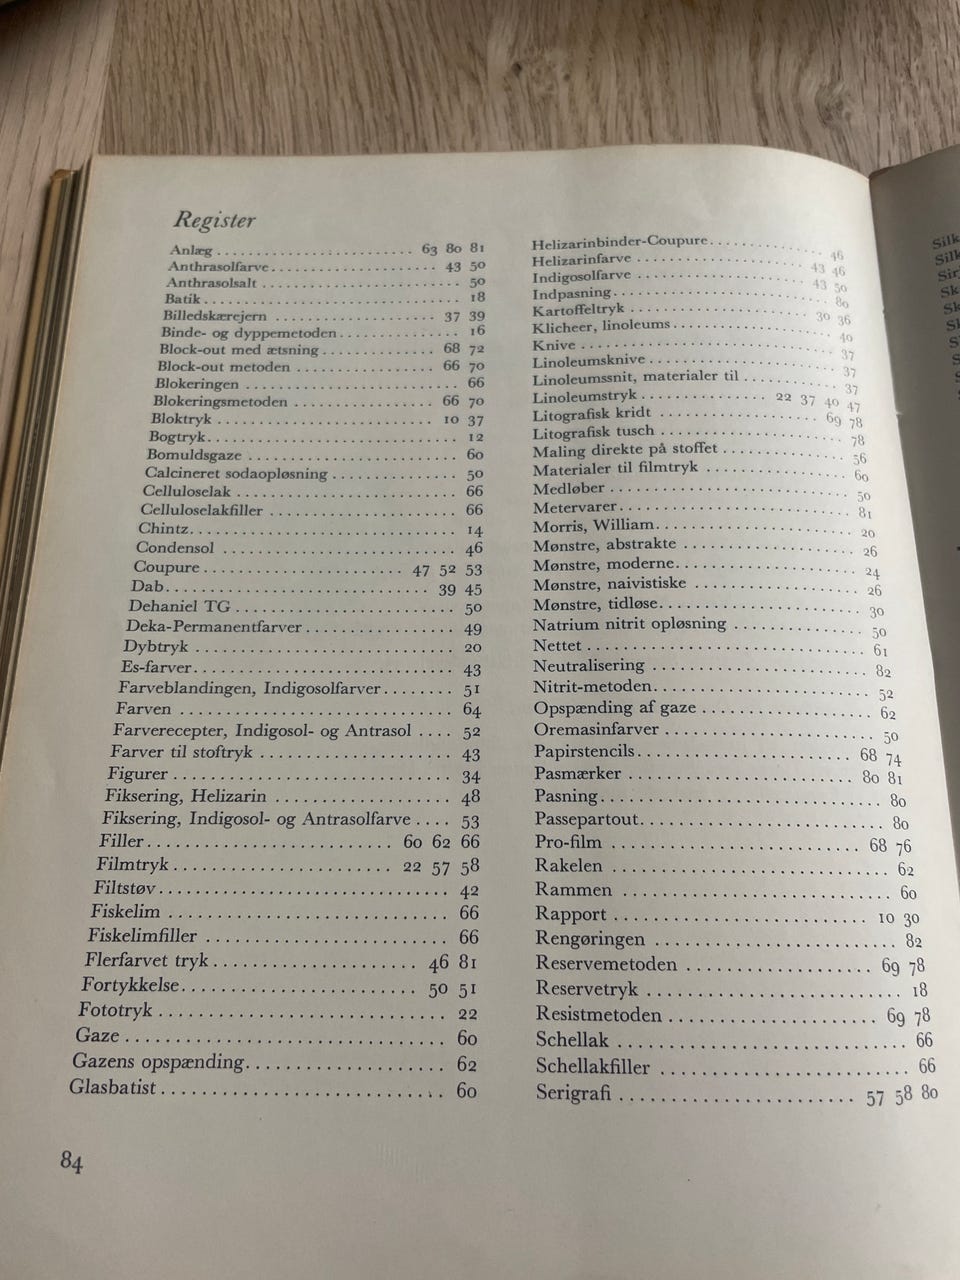 Register
Anlæg 63 80 81
Anthrasolfarve 43 50
Anthrasolsalt 50
Batik 18
Billedskærejern 37 39
Binde- og dyppemetoden 16
Block-out med ætsning 68 72
Block-out metoden 66 70
Blokeringen 66
Blokeringsmetoden 66 70
Bloktryk 10 37
Bogtryk 12
Bomuldsgaze 60
Calcineret sodaopløsning 50
Celluloselak 66
Celluloselakfiller 66
Chintz 14
Condensol 46
Coupure 47 52 53
Dab 39 45
Dehaniel TG 50
Deka-Permanentfarver 49
Dybtryk 20
Es-farver 43
Farveblandingen, Indigosolfarver 51
Farven 64
Farverecepter, Indigosol- og Antrasol 52
Farver til stoftryk 43
Figurer 34
Fiksering, Helizarin 48
Fiksering, Indigosol- og Antrasolfarve 53
Filler 60 62 66
Filmtryk 22 57 58
Filtstøv 42
Fiskelim 66
Fiskelimfiller 66
Flerfarvet tryk 46 81
Fortykkelse 50 51
Fototryk 22
Gaze 60
Gazens opspænding 62
Glasbatist 60
Helizarinbinder-Coupure 46
Helizarinfarve 43 46
Indigosolfarve 43 50
Indpasning 80
Kartoffeltryk 30 36
Klicheer, linoleums 40
Knive 37
Linoleumsknive 37
Linoleumssnit, materialer til 37
Linoleumstryk 22 37 40 47
Litografisk kridt 69 78
Litografisk tusch 78
Maling direkte på stoffet 56
Materialer til filmtryk 60
Medløber 50
Metervarer 81
Morris, William 20
Mønstre, abstrakte 26
Mønstre, moderne 24
Mønstre, naivistiske 26
Mønstre, tidløse 30
Natrium nitrit opløsning 50
Nettet 61
Neutralisering 82
Nitrit-metoden 52
Opspænding af gaze 62
Oremasinfarver 50
Papirstencils 68 74
Pasmærker 80 81
Pasning 80
Passepartout 80
Pro-film 68 76
Rakelen 62
Rammen 60
Rapport 10 30
Rengøringen 82
Reservemetoden 69 78
Reservetryk 18
Resistmetoden 69 78
Schellak 66
Schellakfiller 66
Serigrafi 57 58 80
84
Silk
Silk